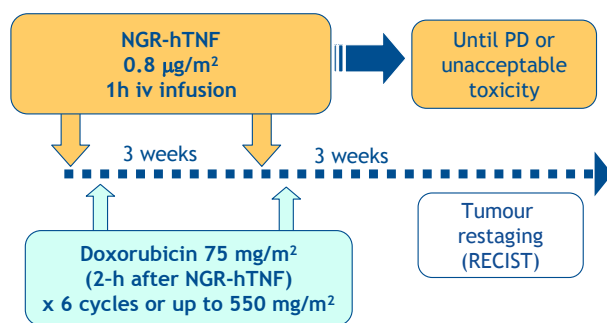 NGR-hTNF
0.8 µg/m²
1h iv infusion
Until PD or
unacceptable
toxicity
3 weeks
3 weeks
Doxorubicin 75 mg/m²
(2-h after NGR-hTNF)
x 6 cycles or up to 550 mg/m²
Tumour
restaging
(RECIST)